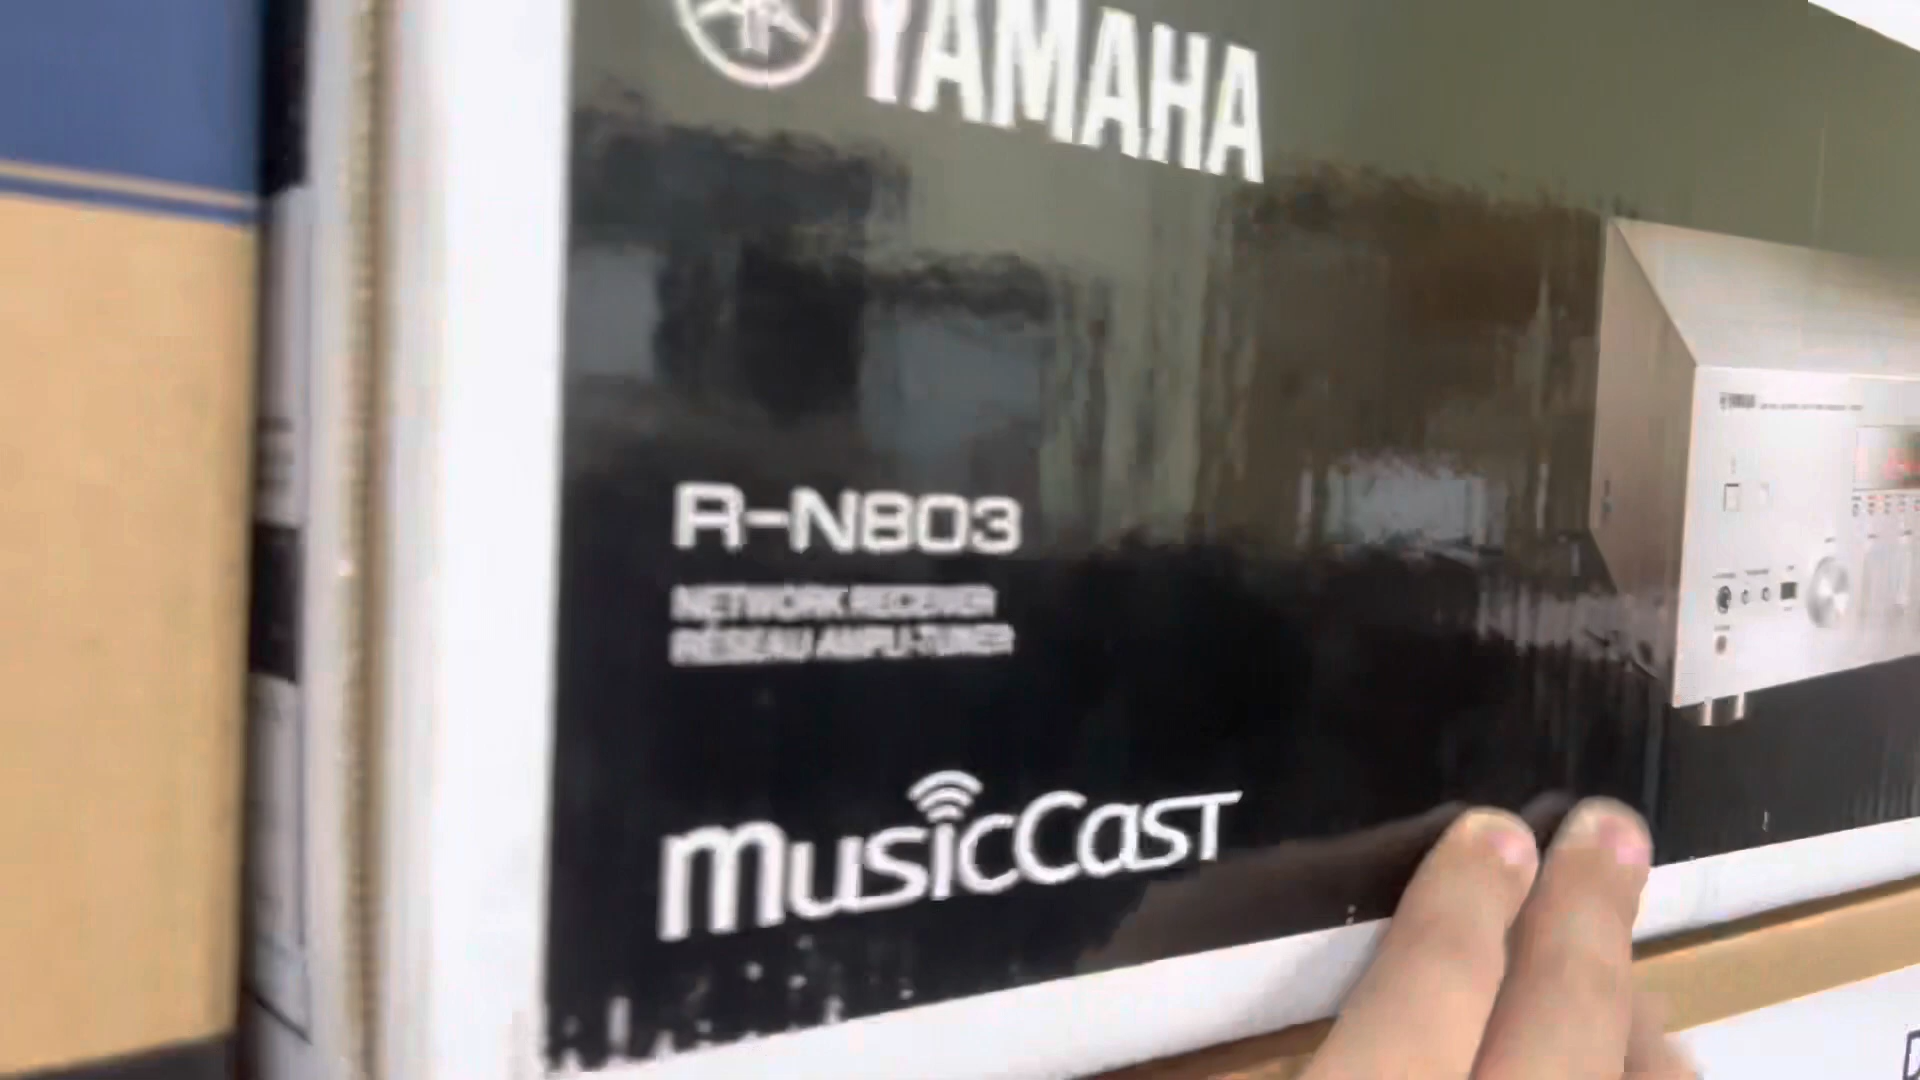 YAMAHA
R-N803
NETWORK RECEIVER
RÉSEAU AMPLI-TUNER
MusicCast